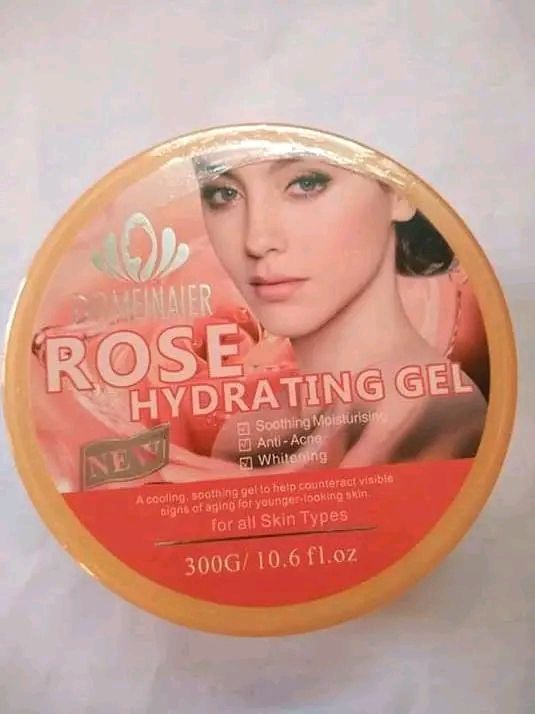 DOMEINAIER
ROSE
HYDRATING GEL
Soothing Moisturising
Anti-Acne
Whitening
NEW
A cooling, soothing gel to help counteract visible
signs of aging for younger-looking skin.
for all Skin Types
300G/ 10.6 fl.oz